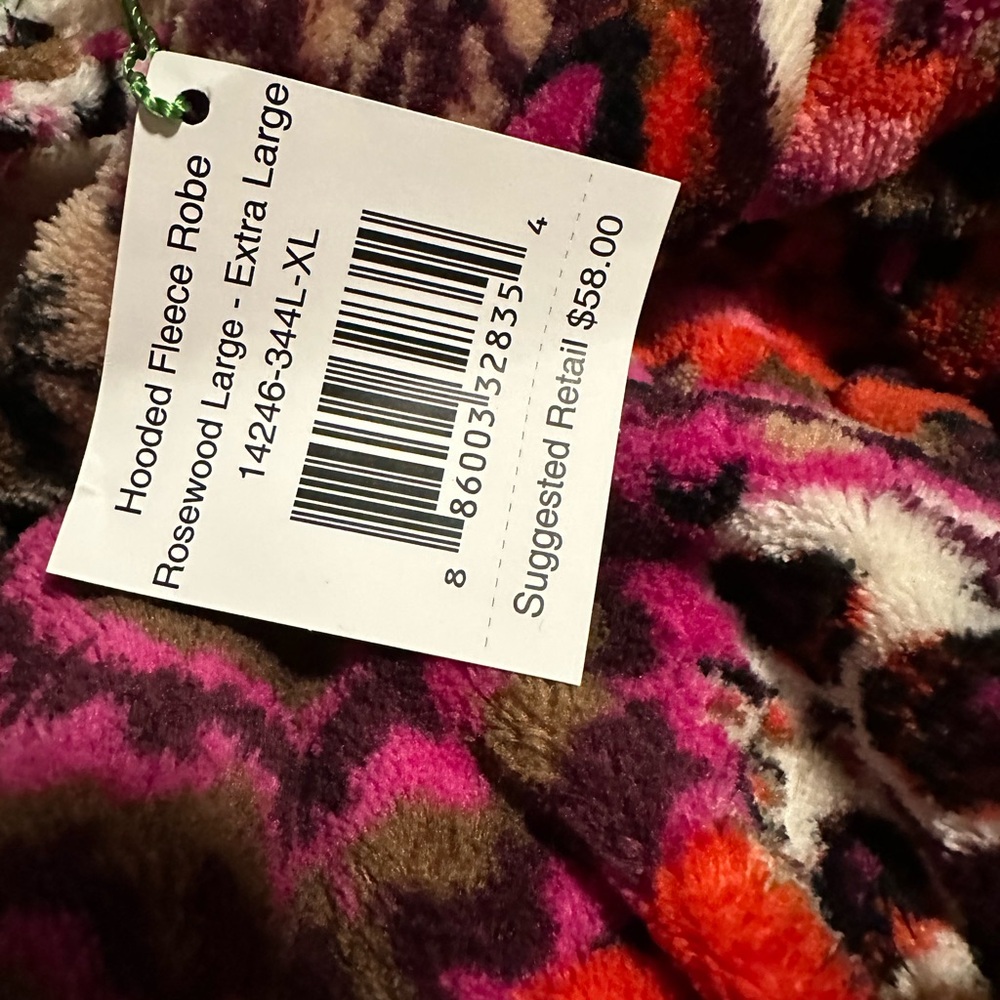 Hooded Fleece Robe
Rosewood Large - Extra Large
14246-344L-XL
8 86003 32835 4
Suggested Retail $58.00